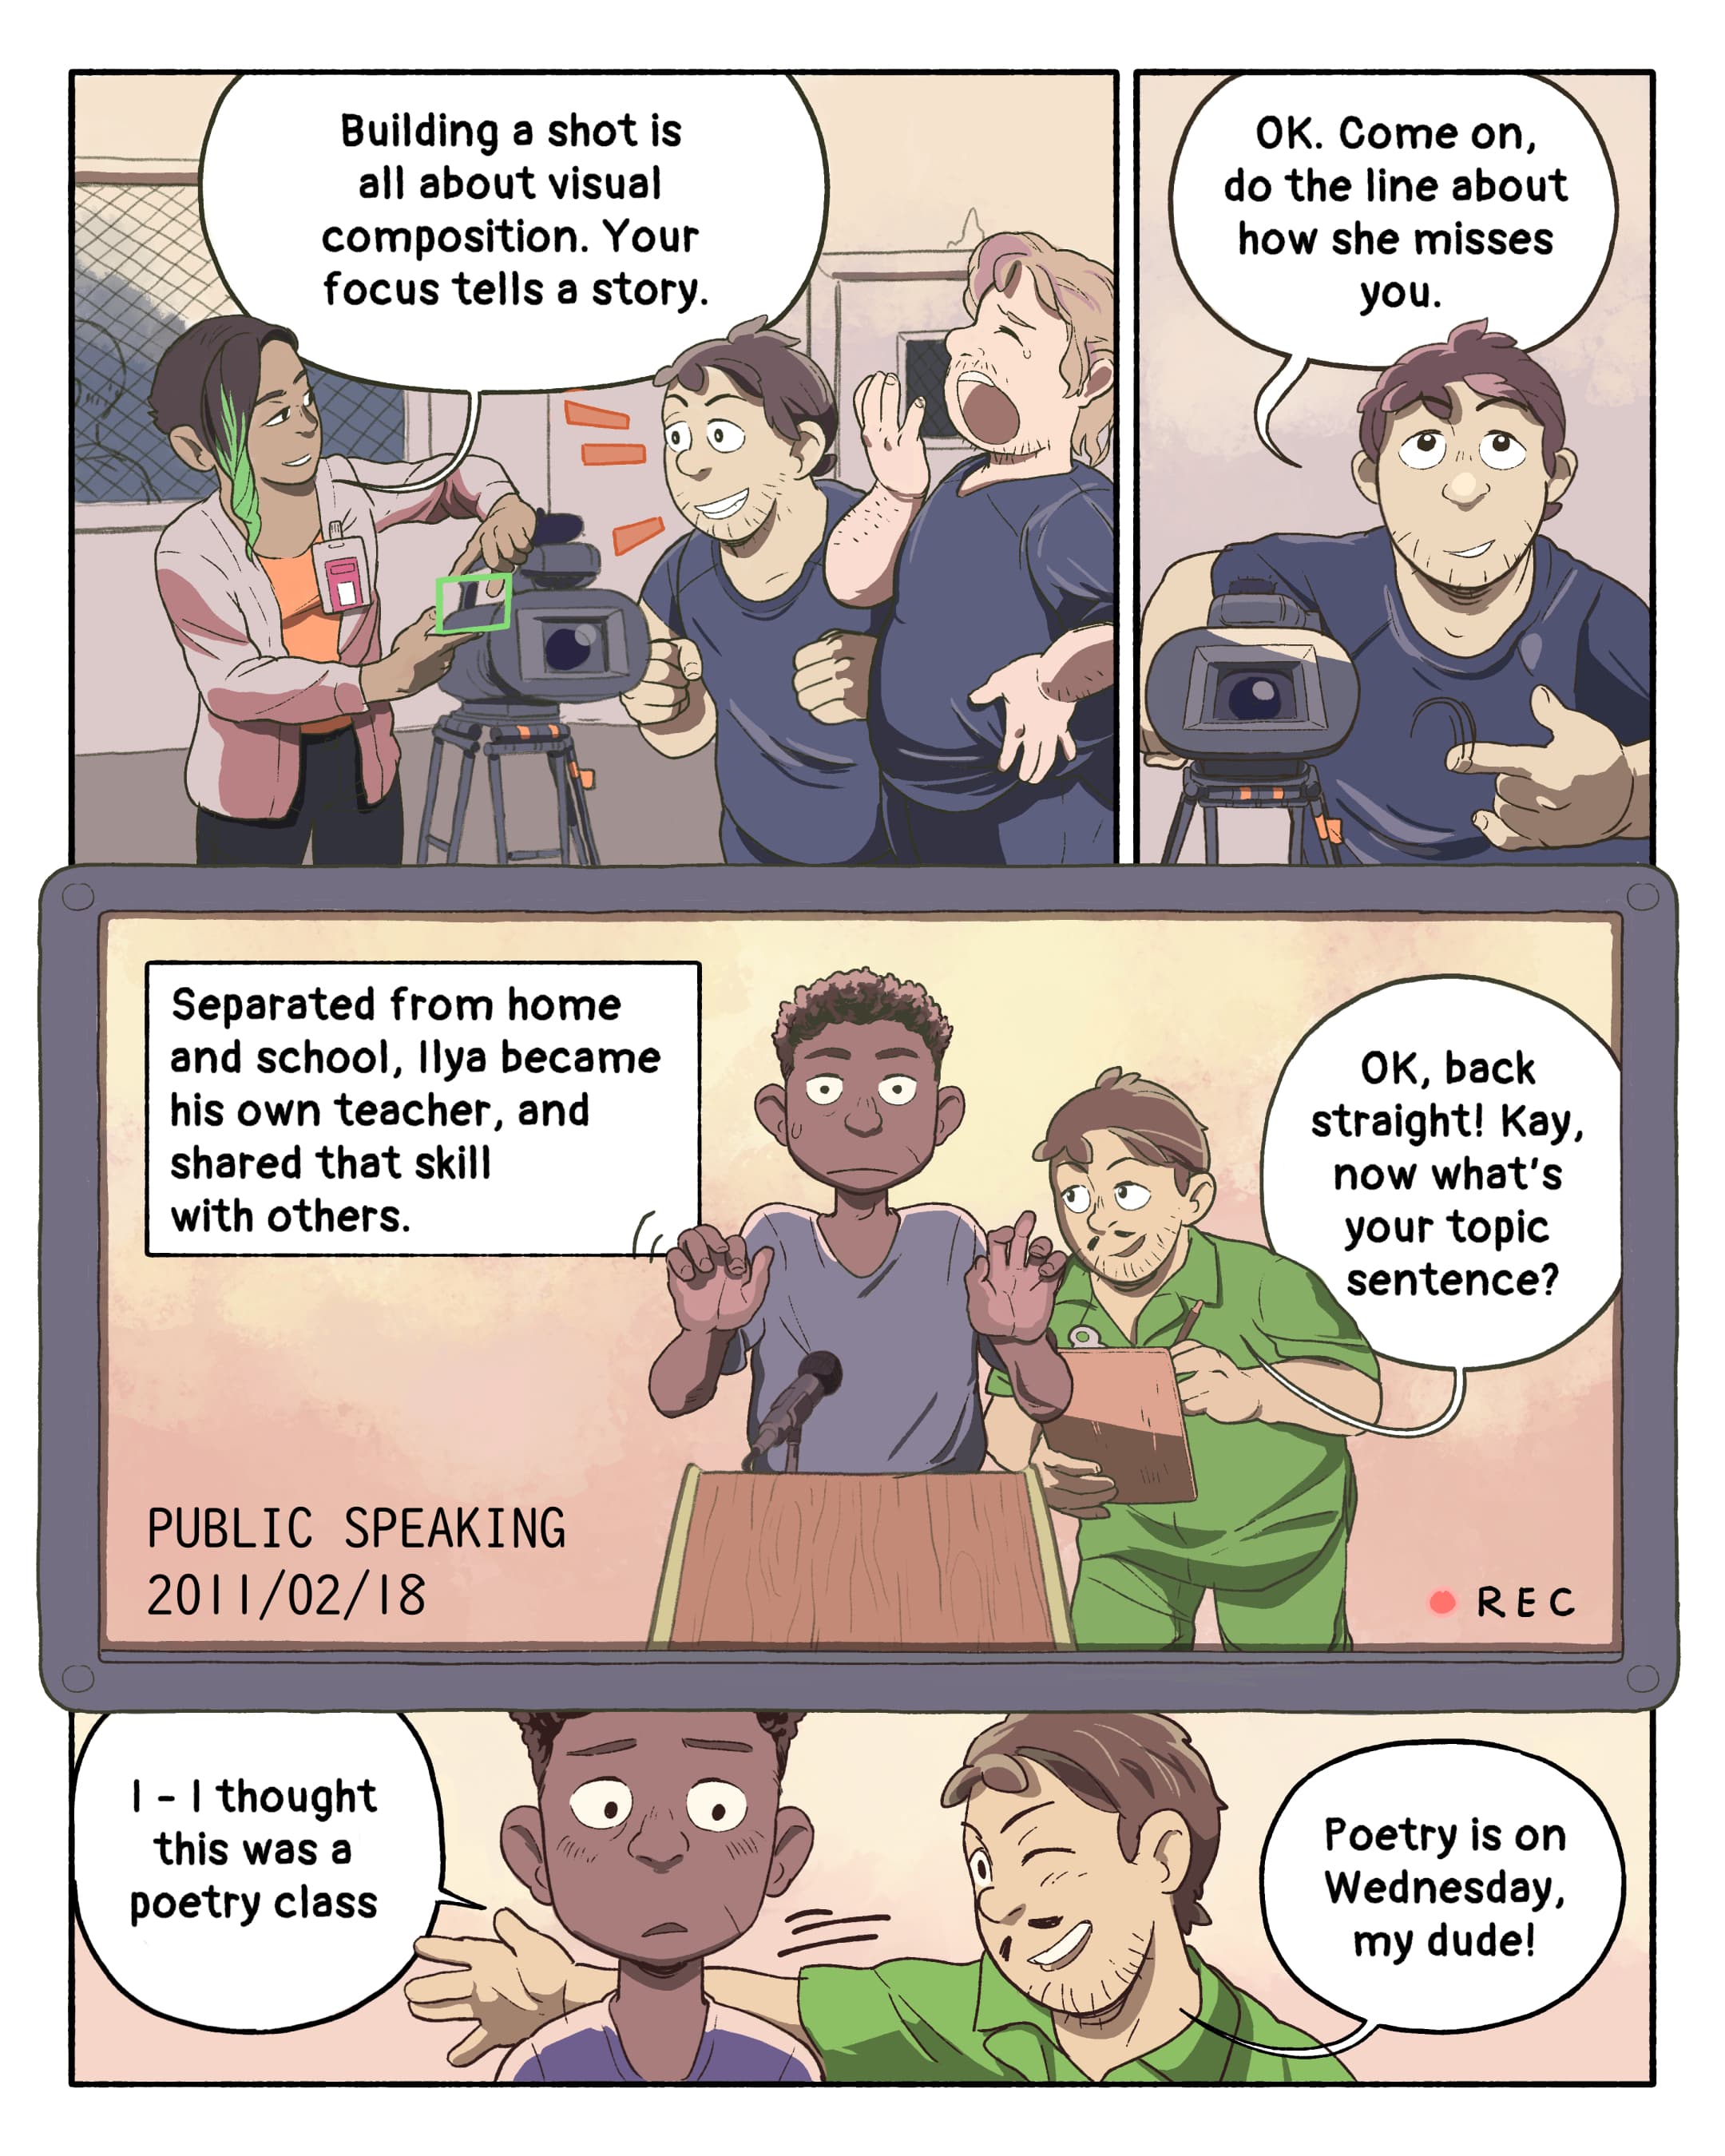 Building a shot is
all about visual
composition. Your
focus tells a story.
OK. Come on,
do the line about
how she misses
you.
Separated from home
and school, Ilya became
his own teacher, and
shared that skill
with others.
OK, back
straight! Kay,
now what's
your topic
sentence?
PUBLIC SPEAKING
2011/02/18
REC
I - I thought
this was a
poetry class
Poetry is on
Wednesday,
my dude!